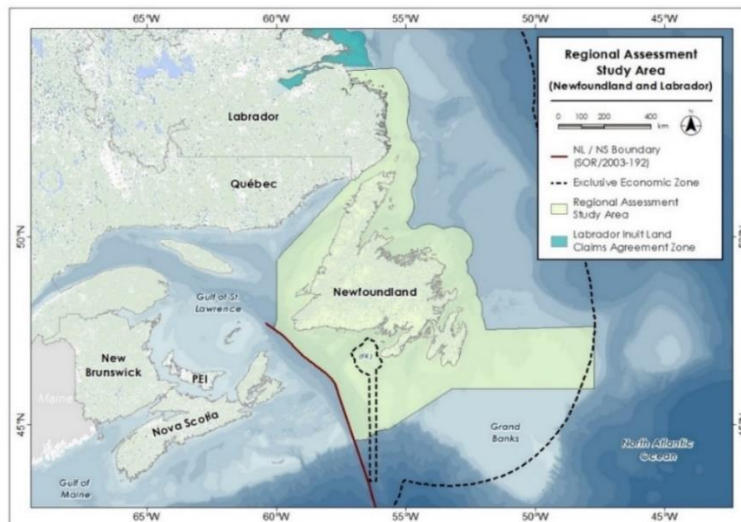 65°W 60°W 55°W 50°W 45°W
Regional Assessment
Study Area
(Newfoundland and Labrador)
0 100 200 400
km
N
NL / NS Boundary
(SOR/2003-192)
Exclusive Economic Zone
Regional Assessment
Study Area
Labrador Inuit Land
Claims Agreement Zone
Labrador
Québec
50°N
Newfoundland
Gulf of St.
Lawrence
(FR.)
New
Brunswick
PEI
Maine
Nova Scotia
45°N 45°N
Grand
Banks
North Atlantic
Ocean
Gulf of
Maine
65°W 60°W 55°W 50°W 45°W